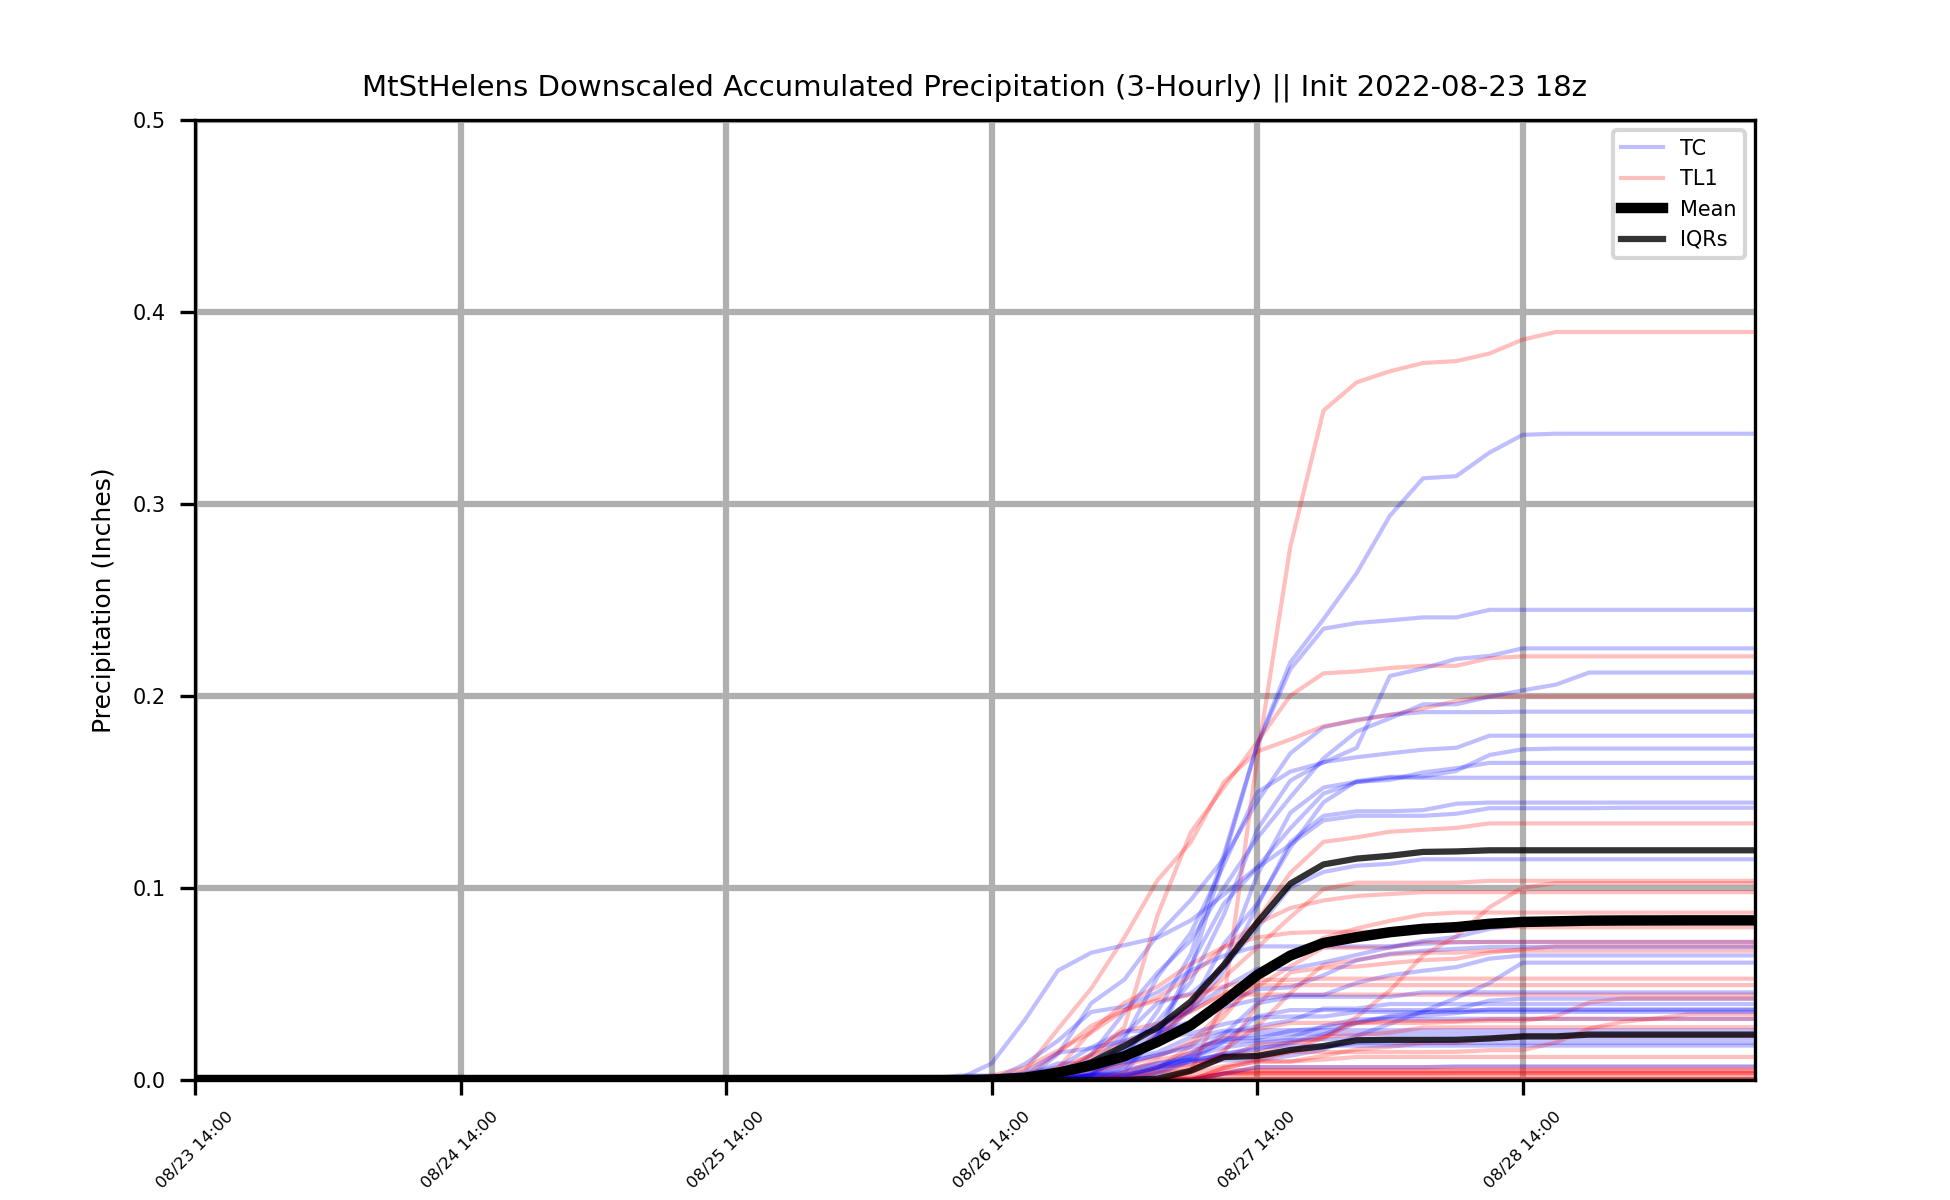 MtStHelens Downscaled Accumulated Precipitation (3-Hourly) || Init 2022-08-23 18z
0.5
0.4
0.3
0.2
0.1
0.0
Precipitation (Inches)
TC
TL1
Mean
IQRs
08/23 14:00
08/24 14:00
08/25 14:00
08/26 14:00
08/27 14:00
08/28 14:00